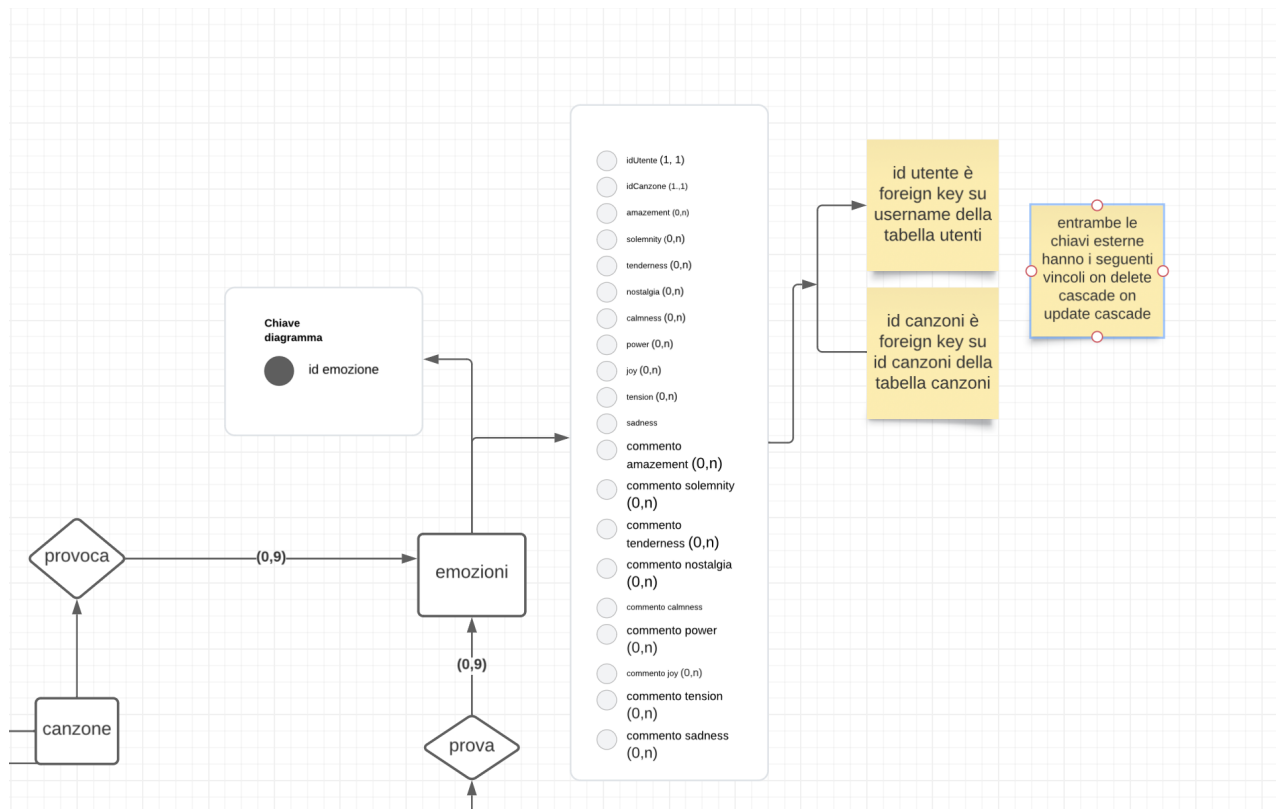 idUtente (1, 1)
idCanzone (1.,1)
amazement (0,n)
solemnity (0,n)
tenderness (0,n)
nostalgia (0,n)
calmness (0,n)
power (0,n)
joy (0,n)
tension (0,n)
sadness
commento
amazement (0,n)
commento solemnity
(0,n)
commento
tenderness (0,n)
commento nostalgia
(0,n)
commento calmness
commento power
(0,n)
commento joy (0,n)
commento tension
(0,n)
commento sadness
(0,n)
id utente è
foreign key su
username della
tabella utenti
id canzoni è
foreign key su
id canzoni della
tabella canzoni
entrambe le
chiavi esterne
hanno i seguenti
vincoli on delete
cascade on
update cascade
Chiave
diagramma
id emozione
provoca
(0,9)
emozioni
(0,9)
canzone
prova